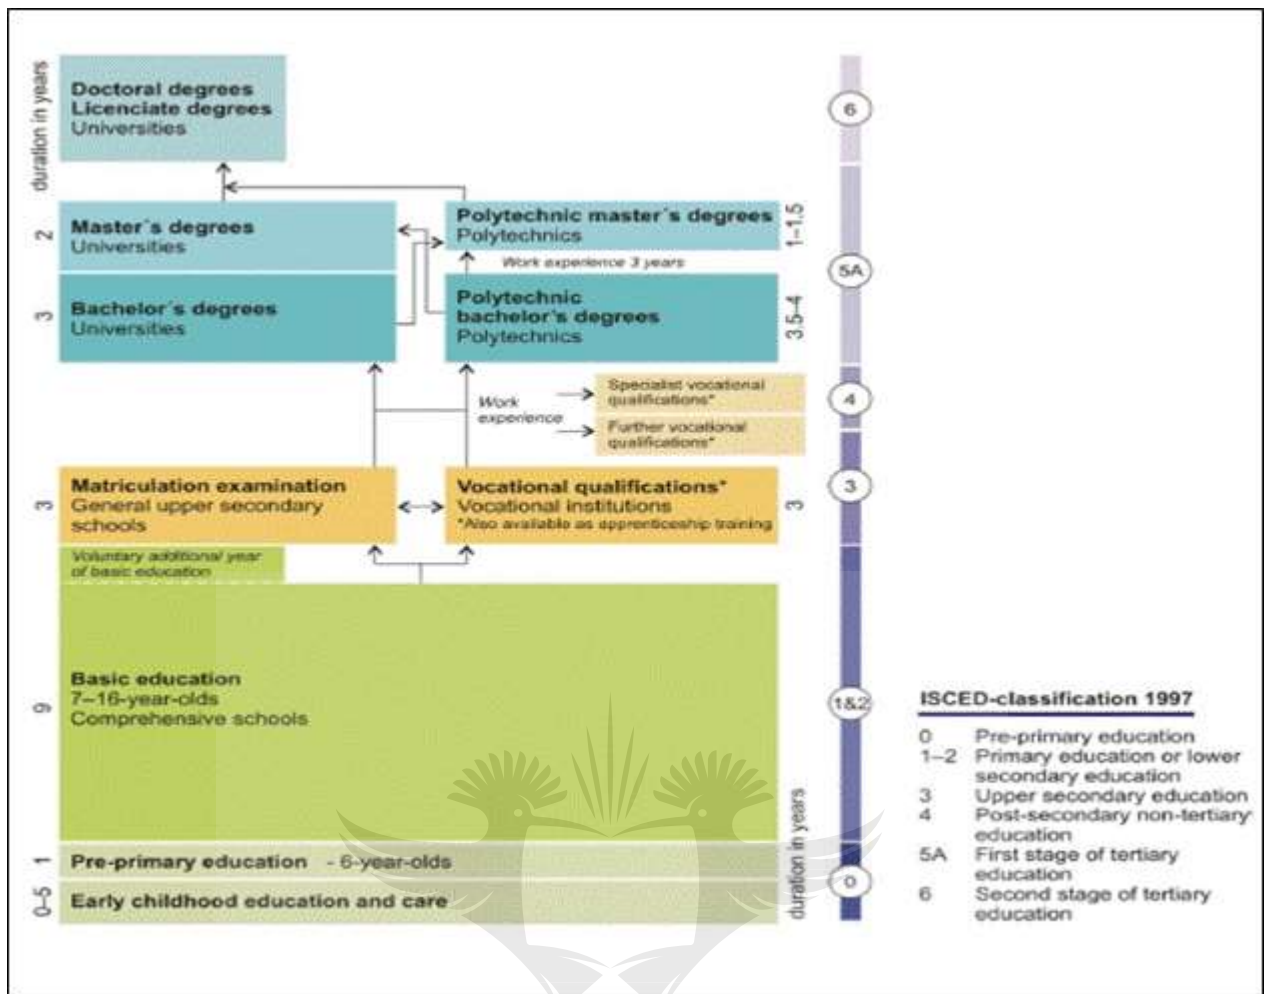 duration in years
Doctoral degrees
Licenciate degrees
Universities
6
2
Master´s degrees
Universities
Polytechnic master´s degrees
Polytechnics
1–1.5
Work experience 3 years
5A
3
Bachelor´s degrees
Universities
Polytechnic
bachelor's degrees
Polytechnics
3.5–4
Work
experience
Specialist vocational
qualifications*
Further vocational
qualifications*
4
3
Matriculation examination
General upper secondary
schools
Vocational qualifications*
Vocational institutions
*Also available as apprenticeship training
3
3
Voluntary additional year
of basic education
9
Basic education
7–16-year-olds
Comprehensive schools
1&2
1
Pre-primary education - 6-year-olds
0–5
Early childhood education and care
duration in years
0
ISCED-classification 1997
0 Pre-primary education
1–2 Primary education or lower
secondary education
3 Upper secondary education
4 Post-secondary non-tertiary
education
5A First stage of tertiary
education
6 Second stage of tertiary
education